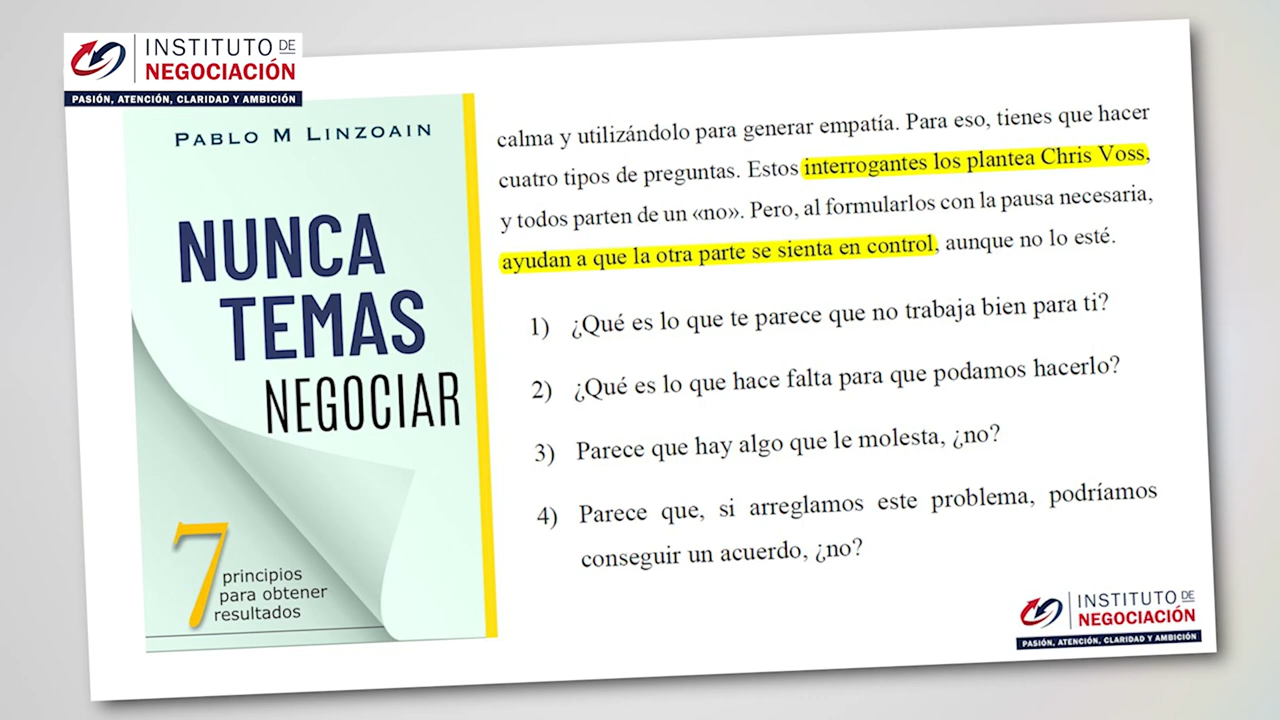 INSTITUTO DE
NEGOCIACIÓN
PASIÓN, ATENCIÓN, CLARIDAD Y AMBICIÓN
PABLO M LINZOAIN
NUNCA
TEMAS
NEGOCIAR
7
principios
para obtener
resultados
calma y utilizándolo para generar empatía. Para eso, tienes que hacer
cuatro tipos de preguntas. Estos interrogantes los plantea Chris Voss,
y todos parten de un «no». Pero, al formularlos con la pausa necesaria,
ayudan a que la otra parte se sienta en control, aunque no lo esté.
1) ¿Qué es lo que te parece que no trabaja bien para ti?
2) ¿Qué es lo que hace falta para que podamos hacerlo?
3) Parece que hay algo que le molesta, ¿no?
4) Parece que, si arreglamos este problema, podríamos
conseguir un acuerdo, ¿no?
INSTITUTO DE
NEGOCIACIÓN
PASIÓN, ATENCIÓN, CLARIDAD Y AMBICIÓN